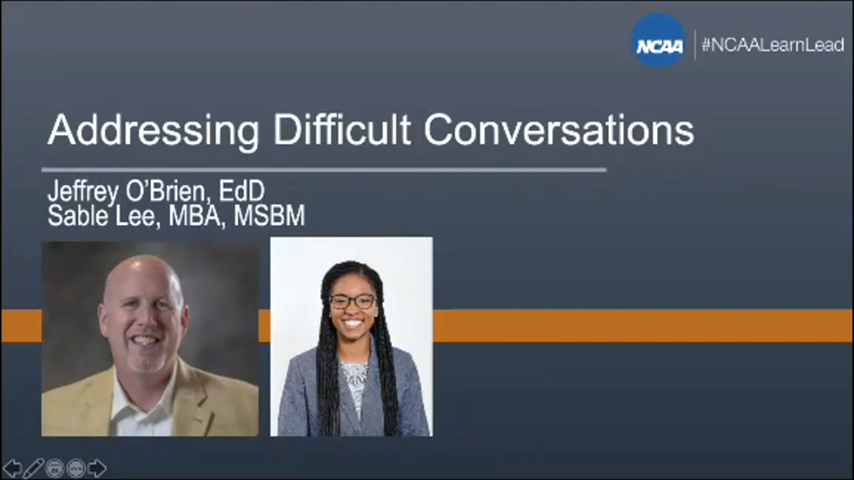 NCAA
#NCAALearnLead
Addressing Difficult Conversations
Jeffrey O'Brien, EdD
Sable Lee, MBA, MSBM